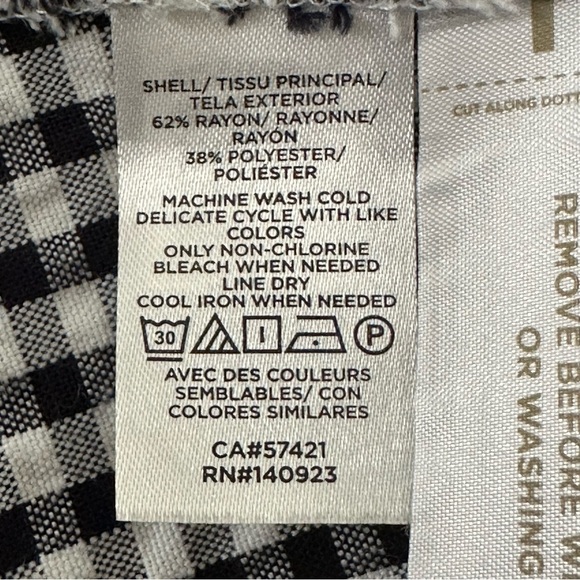 SHELL/ TISSU PRINCIPAL/
TELA EXTERIOR
62% RAYON/ RAYONNE/
RAYÓN
38% POLYESTER/
POLIÉSTER
MACHINE WASH COLD
DELICATE CYCLE WITH LIKE
COLORS
ONLY NON-CHLORINE
BLEACH WHEN NEEDED
LINE DRY
COOL IRON WHEN NEEDED
30 P
AVEC DES COULEURS
SEMBLABLES/ CON
COLORES SIMILARES
CA#57421
RN#140923
CUT ALONG
REMOVE BEFORE
OR WASHING